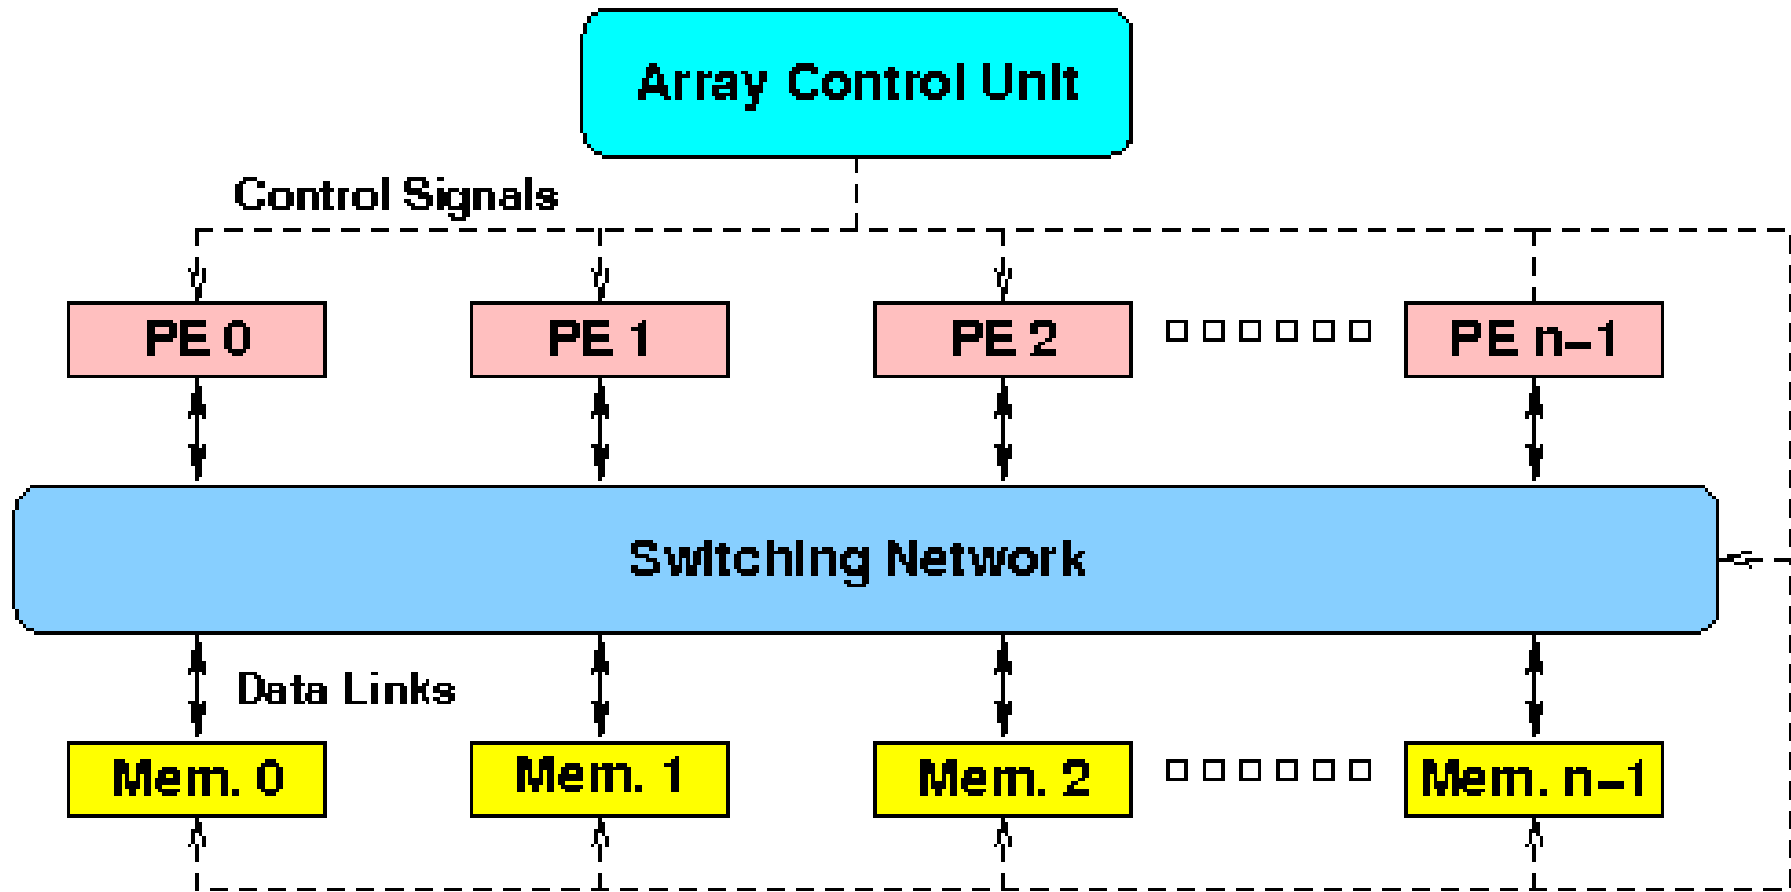 Array Control Unit
Control Signals
PE 0
PE 1
PE 2
PE n-1
Switching Network
Data Links
Mem. 0
Mem. 1
Mem. 2
Mem. n-1